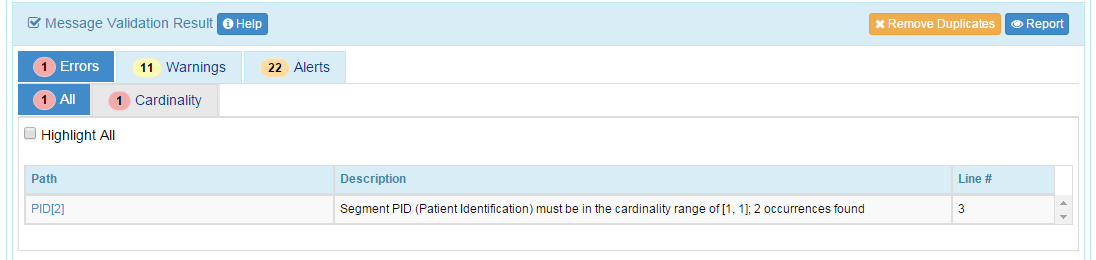 Message Validation Result Help Remove Duplicates Report
1 Errors 11 Warnings 22 Alerts
1 All 1 Cardinality
Highlight All
Path Description Line #
PID[2] Segment PID (Patient Identification) must be in the cardinality range of [1, 1]; 2 occurrences found 3